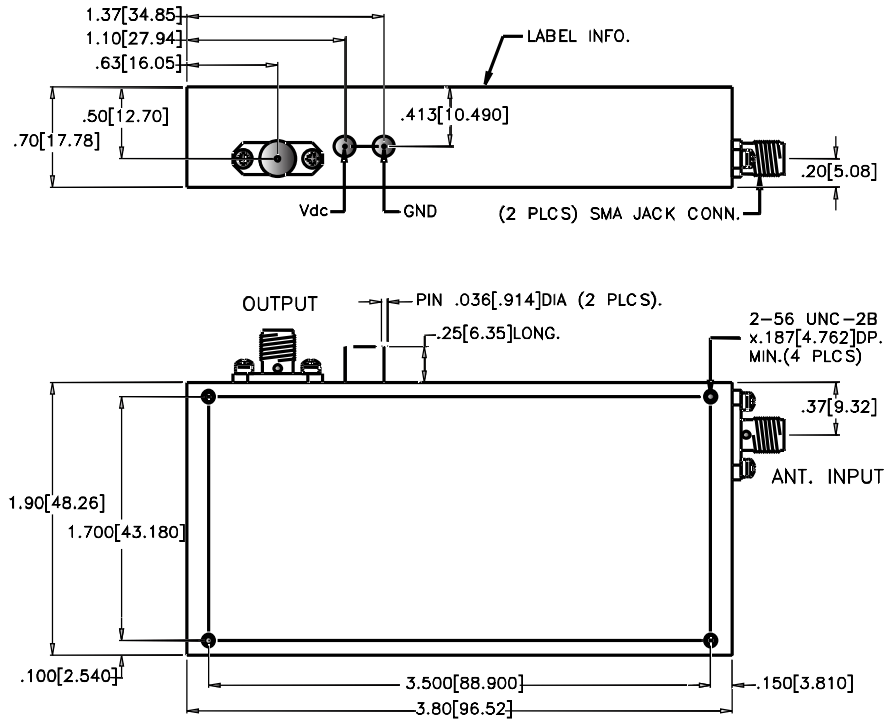 1.37[34.85]
1.10[27.94]
.63[16.05]
LABEL INFO.
.50[12.70]
.413[10.490]
.70[17.78]
.20[5.08]
Vdc
GND
(2 PLCS) SMA JACK CONN.
OUTPUT
PIN .036[.914]DIA (2 PLCS).
.25[6.35]LONG.
2-56 UNC-2B
x.187[4.762]DP.
MIN.(4 PLCS)
.37[9.32]
ANT. INPUT
1.90[48.26]
1.700[43.180]
.100[2.540]
3.500[88.900]
.150[3.810]
3.80[96.52]